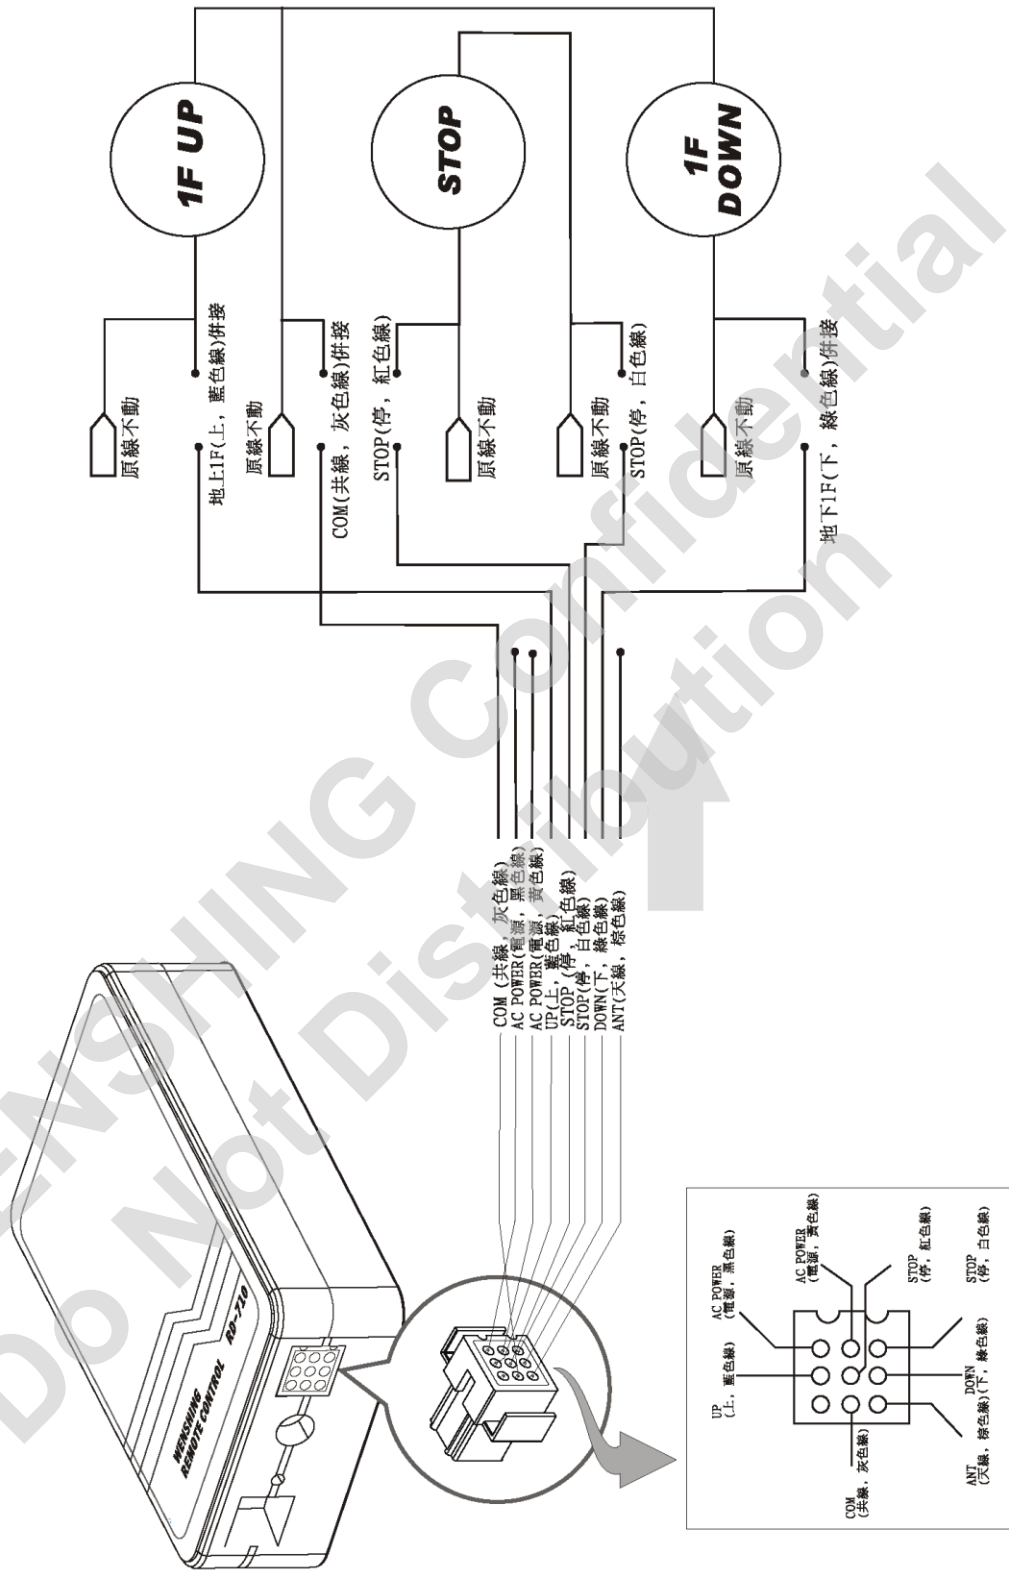 1F UP
STOP
1F
DOWN
原線不動
地上1F(上, 藍色線)併接
原線不動
COM(共線, 灰色線)併接
STOP(停, 紅色線)
原線不動
原線不動
STOP(停, 白色線)
原線不動
地下1F(下, 綠色線)併接
COM (共線, 灰色線)
AC POWER(電源, 黑色線)
AC POWER(電源, 黃色線)
UP(上, 藍色線)
STOP (停, 紅色線)
STOP(停, 白色線)
DOWN(下, 綠色線)
ANT(天線, 棕色線)
WENSHING
REMOTE CONTROL RD-710
UP
(上, 藍色線)
AC POWER
(電源, 黑色線)
AC POWER
(電源, 黃色線)
STOP
(停, 紅色線)
COM
(共線, 灰色線)
ANT
(天線, 棕色線)
DOWN
(下, 綠色線)
STOP
(停, 白色線)
WENSHING Confidential
Do Not Distribution